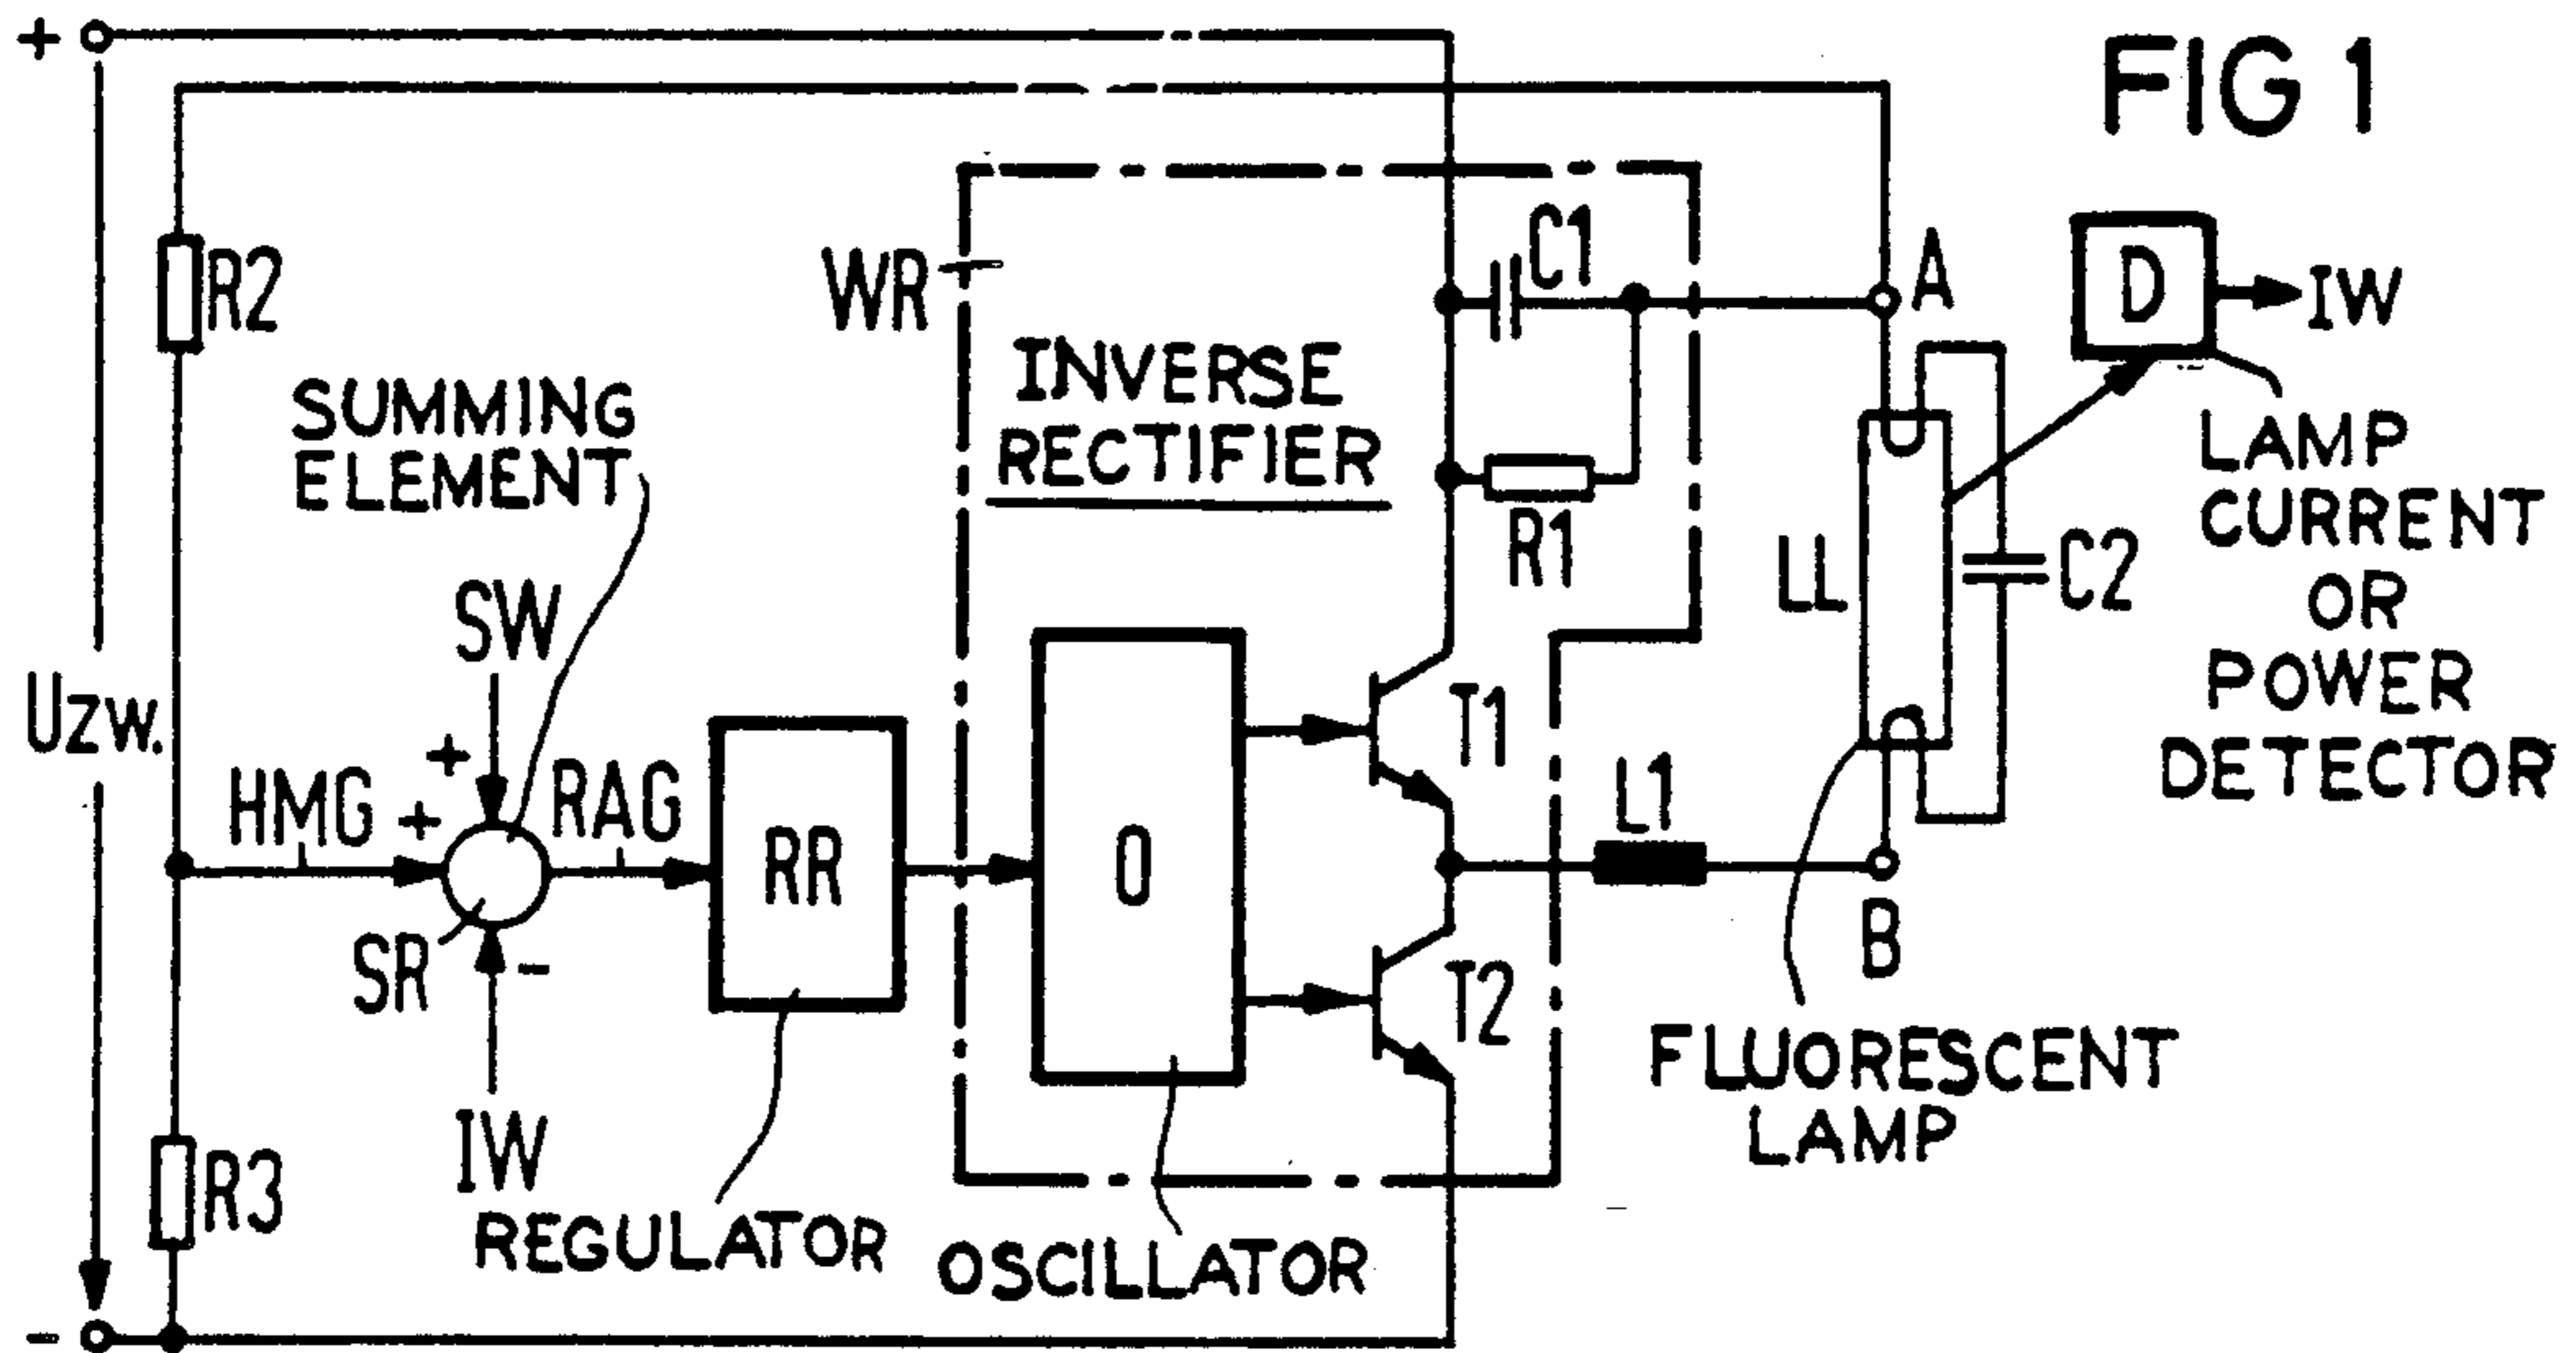 +
FIG 1
R2
WR
C1
A
D
IW
INVERSE
RECTIFIER
SUMMING
ELEMENT
LAMP
CURRENT
OR
POWER
DETECTOR
R1
LL
C2
SW
Uzw.
+
HMG
+
RAG
RR
O
T1
L1
SR
-
B
T2
IW
R3
REGULATOR
OSCILLATOR
FLUORESCENT
LAMP
-